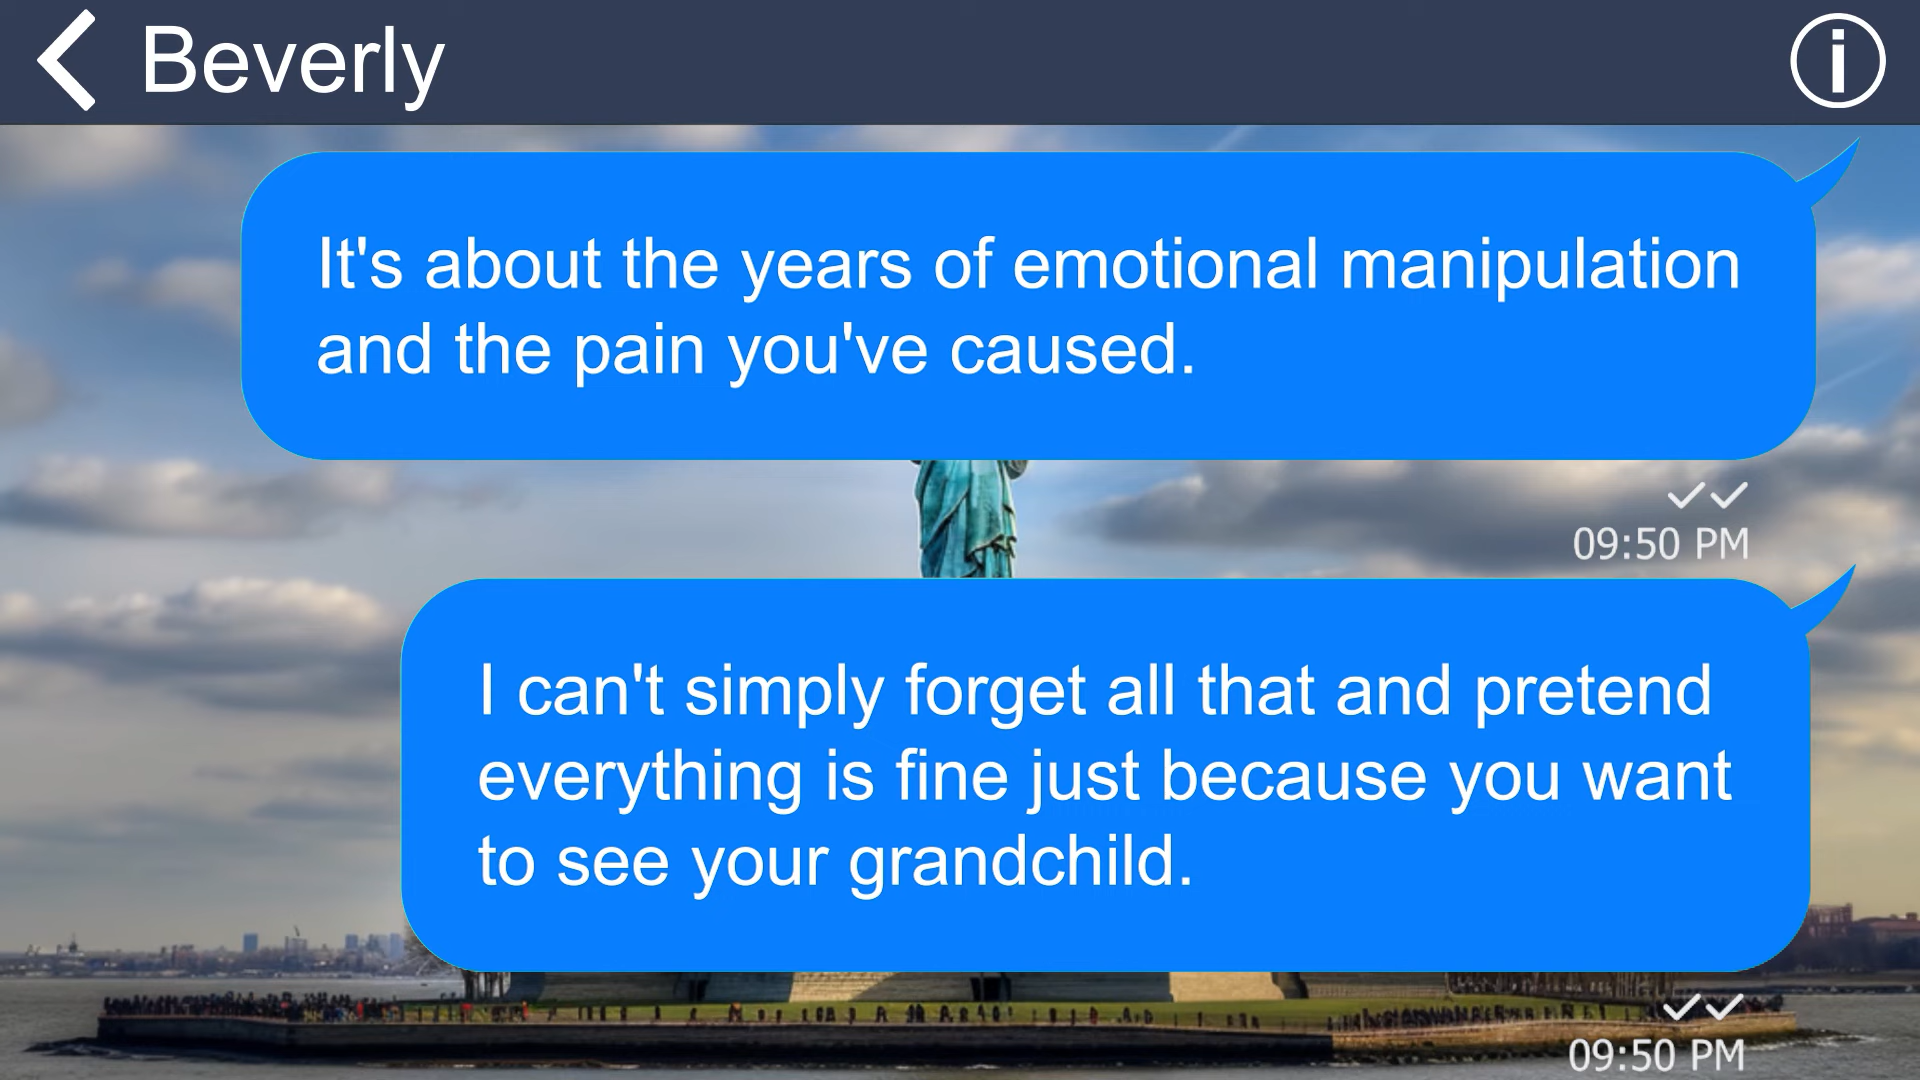 Beverly
It's about the years of emotional manipulation
and the pain you've caused.
09:50 PM
I can't simply forget all that and pretend
everything is fine just because you want
to see your grandchild.
09:50 PM